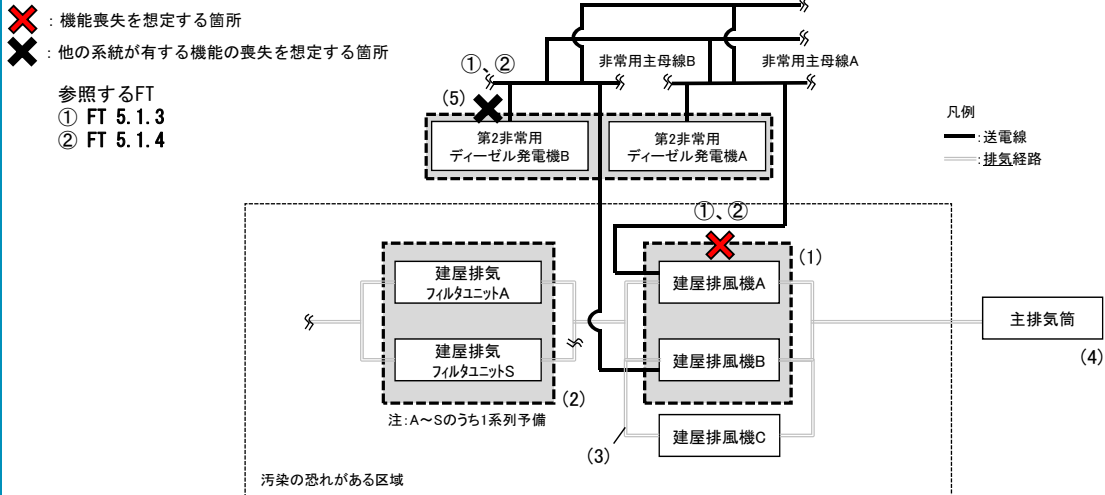 ：機能喪失を想定する箇所
：他の系統が有する機能の喪失を想定する箇所
参照するFT
① FT 5.1.3
② FT 5.1.4
①、②
非常用主母線B
非常用主母線A
(5)
第2非常用
ディーゼル発電機B
第2非常用
ディーゼル発電機A
凡例
：送電線
：排気経路
①、②
(1)
建屋排気
フィルタユニットA
建屋排風機A
主排気筒
(4)
建屋排気
フィルタユニットS
建屋排風機B
(2)
注：A～Sのうち1系列予備
建屋排風機C
(3)
汚染の恐れがある区域